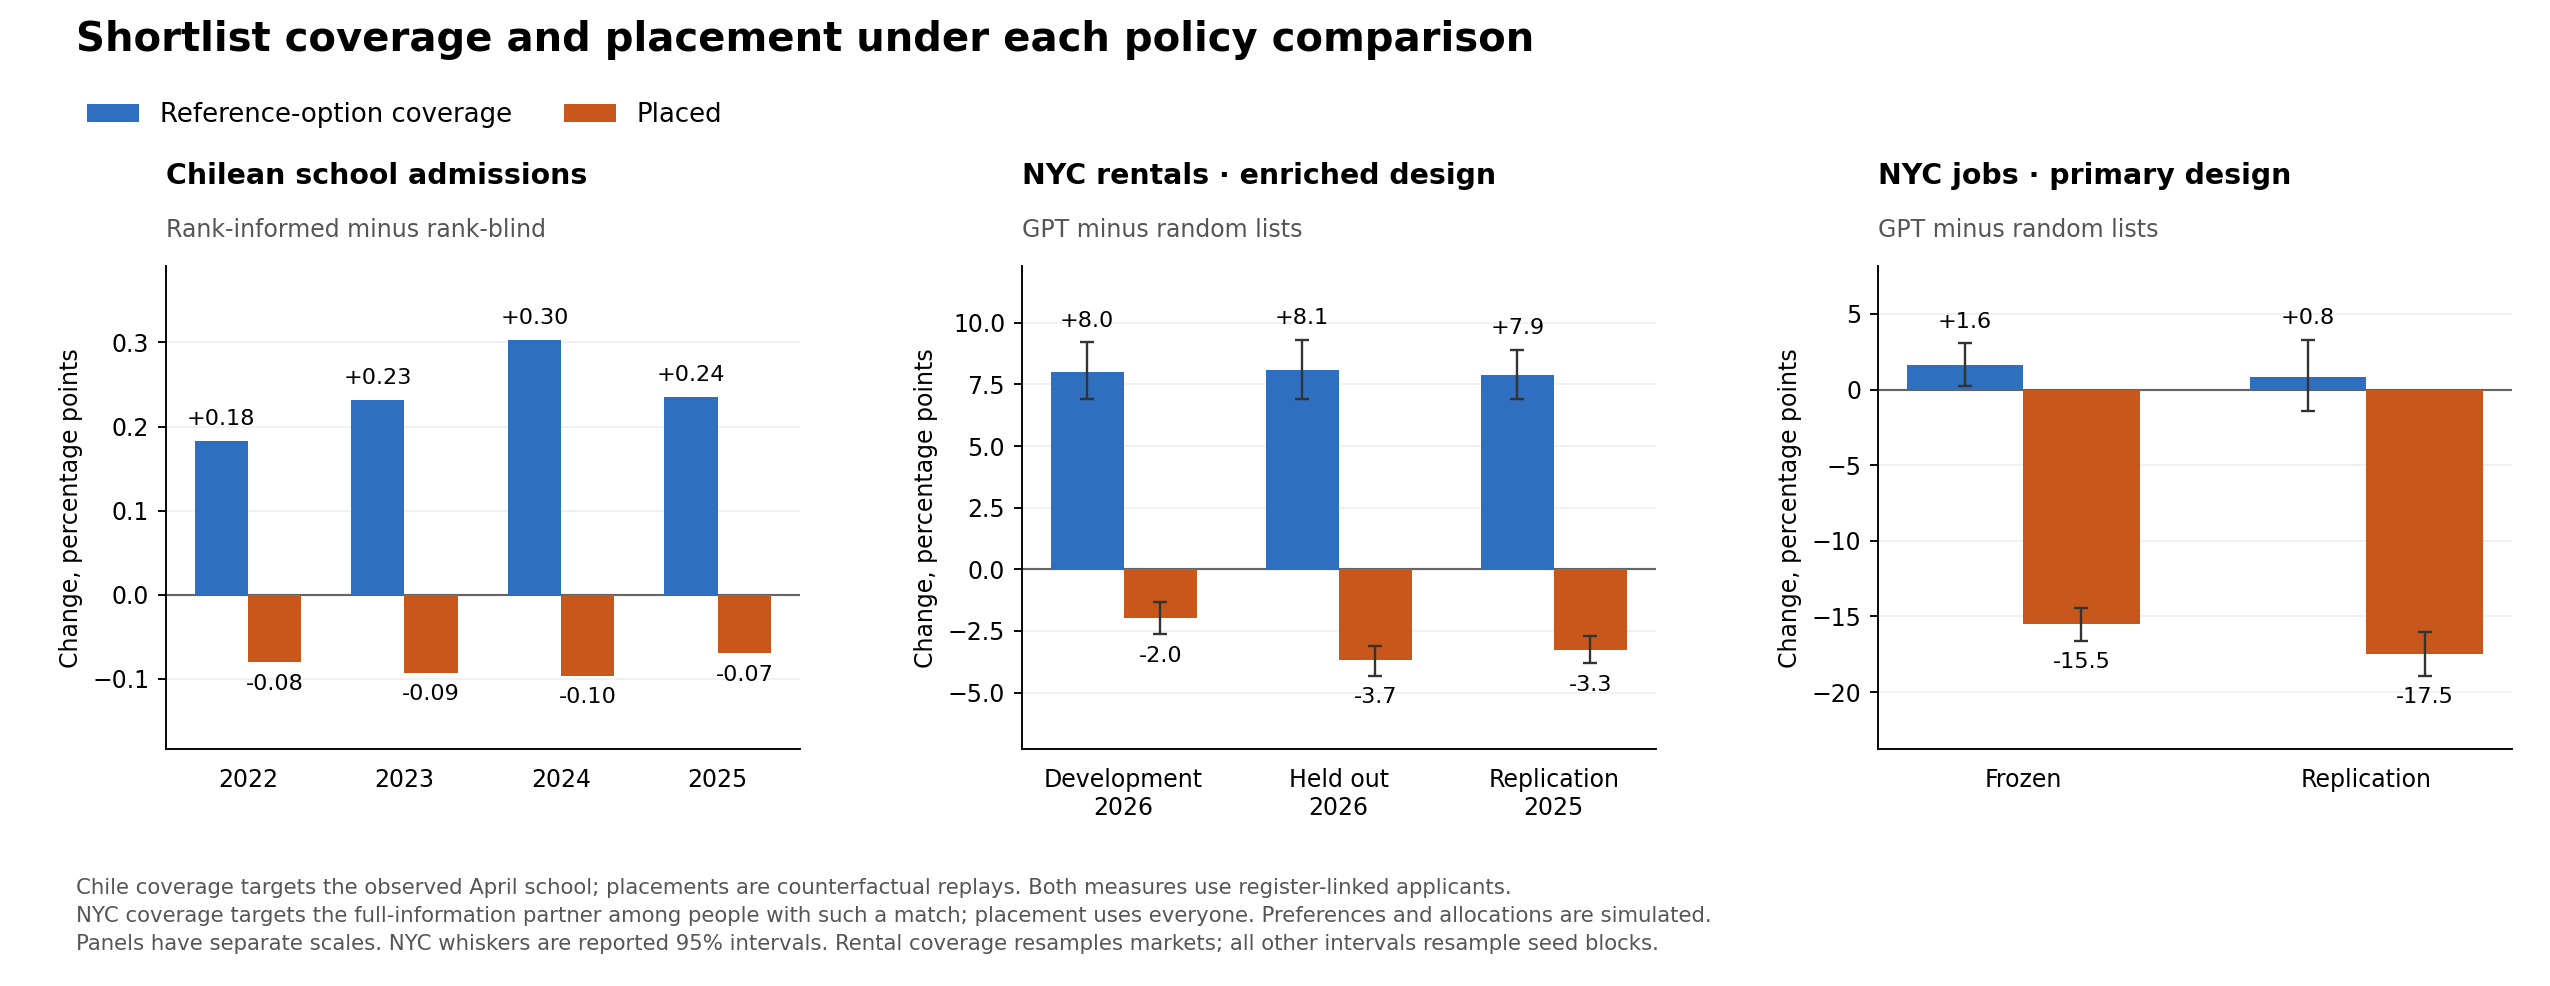 Shortlist coverage and placement under each policy comparison
Reference-option coverage
Placed
Chilean school admissions
Rank-informed minus rank-blind
Change, percentage points
0.3
0.2
0.1
0.0
−0.1
+0.18
+0.23
+0.30
+0.24
-0.08
-0.09
-0.10
-0.07
2022
2023
2024
2025
NYC rentals · enriched design
GPT minus random lists
Change, percentage points
10.0
7.5
5.0
2.5
0.0
−2.5
−5.0
+8.0
+8.1
+7.9
-2.0
-3.7
-3.3
Development
2026
Held out
2026
Replication
2025
NYC jobs · primary design
GPT minus random lists
Change, percentage points
5
0
−5
−10
−15
−20
+1.6
+0.8
-15.5
-17.5
Frozen
Replication
Chile coverage targets the observed April school; placements are counterfactual replays. Both measures use register-linked applicants.
NYC coverage targets the full-information partner among people with such a match; placement uses everyone. Preferences and allocations are simulated.
Panels have separate scales. NYC whiskers are reported 95% intervals. Rental coverage resamples markets; all other intervals resample seed blocks.